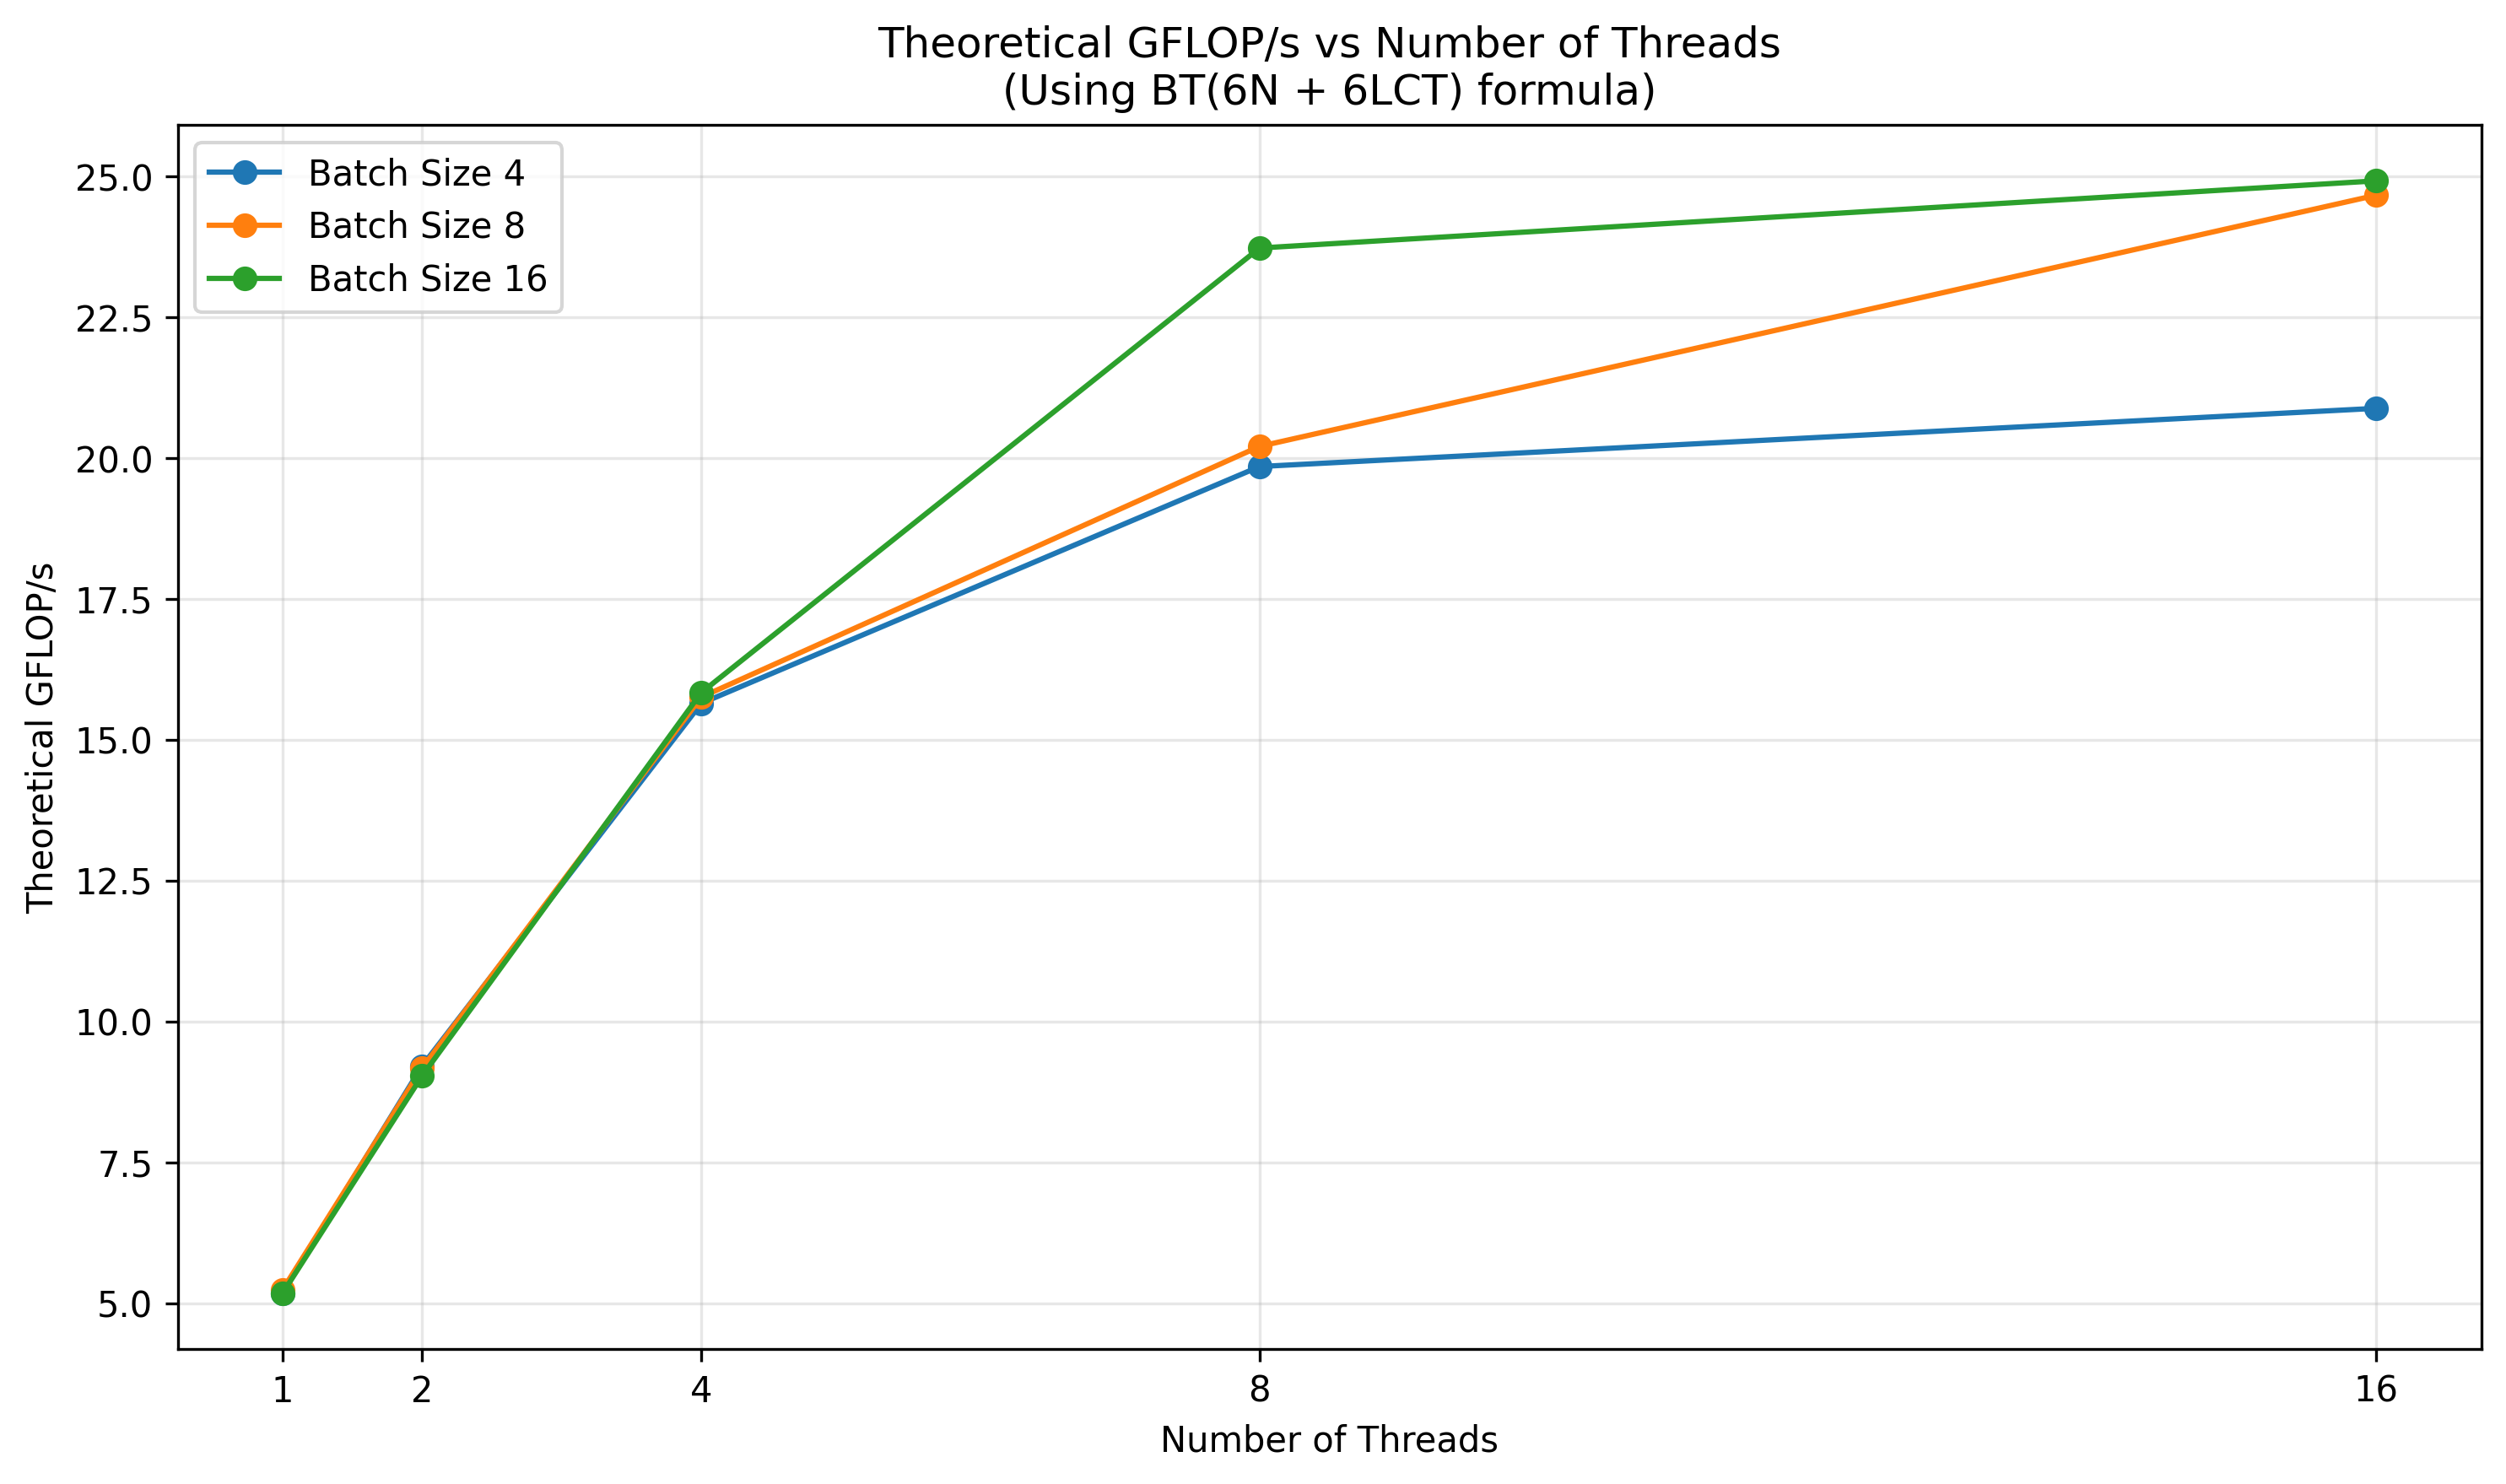 Theoretical GFLOP/s vs Number of Threads
(Using BT(6N + 6LCT) formula)
Batch Size 4
Batch Size 8
Batch Size 16
Theoretical GFLOP/s
25.0
22.5
20.0
17.5
15.0
12.5
10.0
7.5
5.0
1 2 4 8 16
Number of Threads